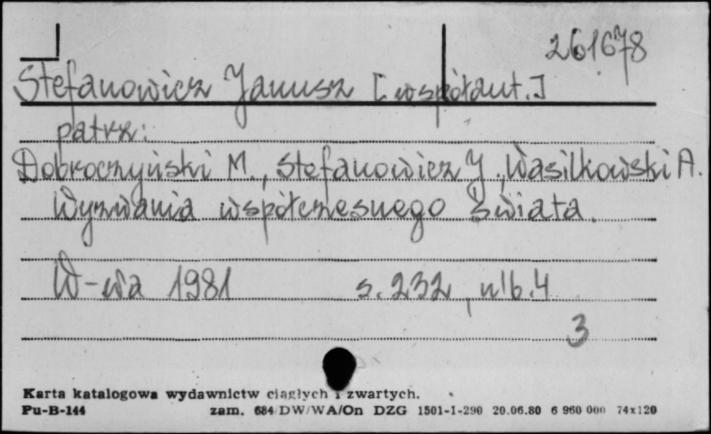 261678
Stefanowicz Janusz [współaut.]
patrz:
Dobroczyński M., Stefanowicz J., Wasilkowski A.
Wyzwania współczesnego świata.
W-wa 1981 s. 232, nlb. 4
3
Karta katalogowa wydawnictw ciągłych i zwartych.
Pu-B-144 zam. 684/DW/WA/On DZG 1501-1-290 20.06.80 6 960 000 74x120